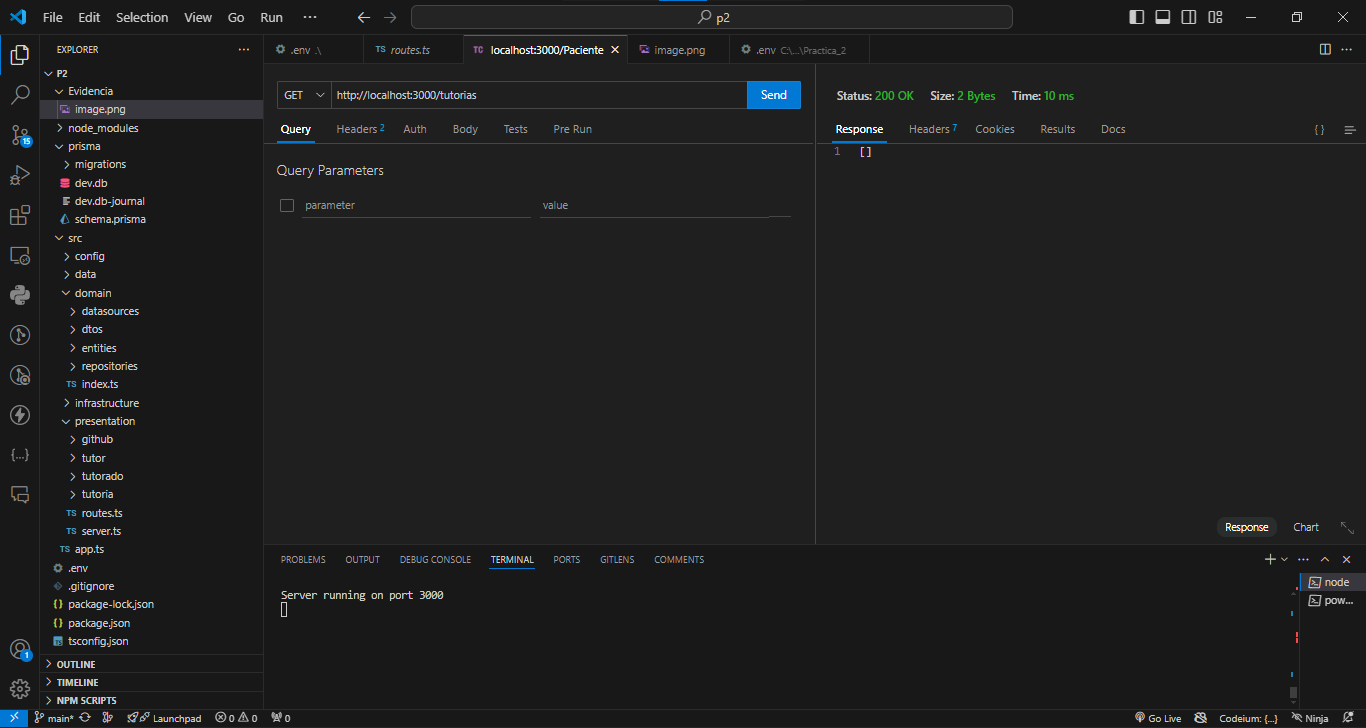 File Edit Selection View Go Run ··· p2
EXPLORER ···
.env .\ TS routes.ts TC localhost:3000/Paciente image.png .env C:\...\Practica_2 ···
P2
Evidencia
image.png
node_modules
prisma
migrations
dev.db
dev.db-journal
schema.prisma
src
config
data
domain
datasources
dtos
entities
repositories
TS index.ts
infrastructure
presentation
github
tutor
tutorado
tutoria
TS routes.ts
TS server.ts
TS app.ts
.env
.gitignore
{} package-lock.json
{} package.json
TS tsconfig.json
OUTLINE
TIMELINE
NPM SCRIPTS
15
1
GET http://localhost:3000/tutorias Send
Query Headers 2 Auth Body Tests Pre Run
Query Parameters
parameter value
Status: 200 OK Size: 2 Bytes Time: 10 ms
Response Headers 7 Cookies Results Docs { }
1 []
Response Chart
PROBLEMS OUTPUT DEBUG CONSOLE TERMINAL PORTS GITLENS COMMENTS
Server running on port 3000
node
pow...
main* Launchpad 0 0 0 Go Live Codeium: {...} Ninja